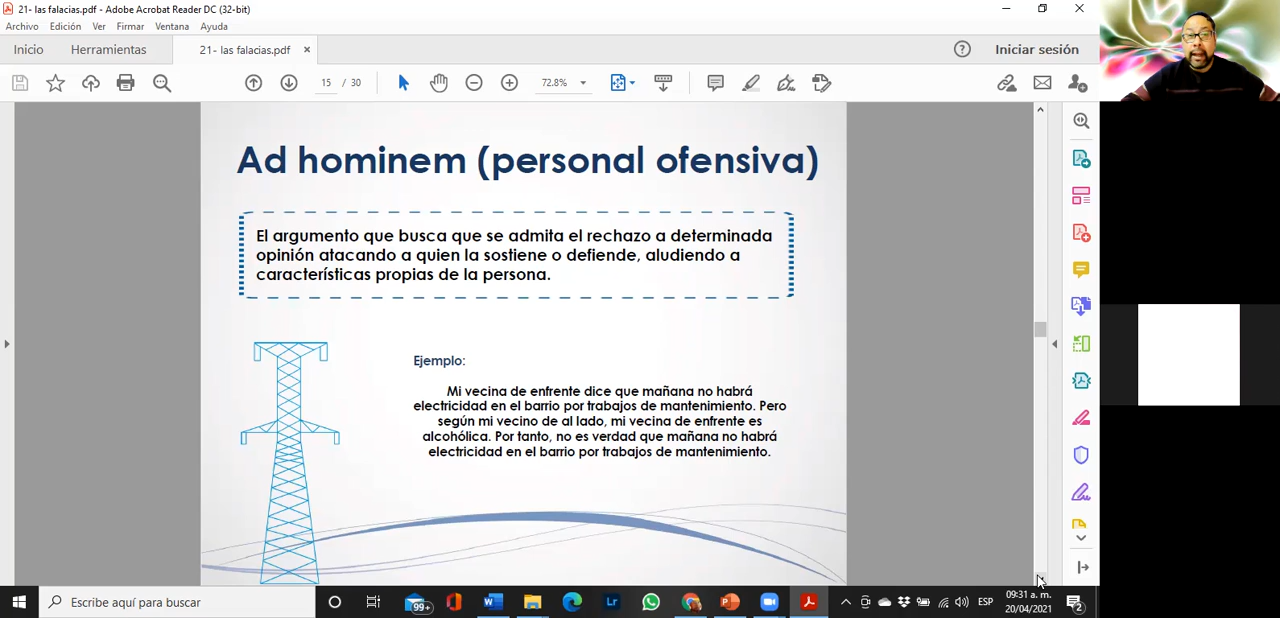 21- las falacias.pdf - Adobe Acrobat Reader DC (32-bit)
Archivo Edición Ver Firmar Ventana Ayuda
Inicio Herramientas 21- las falacias.pdf × Iniciar sesión
15 / 30 72.8%
Ad hominem (personal ofensiva)
El argumento que busca que se admita el rechazo a determinada
opinión atacando a quien la sostiene o defiende, aludiendo a
características propias de la persona.
Ejemplo:
Mi vecina de enfrente dice que mañana no habrá
electricidad en el barrio por trabajos de mantenimiento. Pero
según mi vecino de al lado, mi vecina de enfrente es
alcohólica. Por tanto, no es verdad que mañana no habrá
electricidad en el barrio por trabajos de mantenimiento.
Escribe aquí para buscar
99+
Lr
ESP
09:31 a. m.
20/04/2021
2